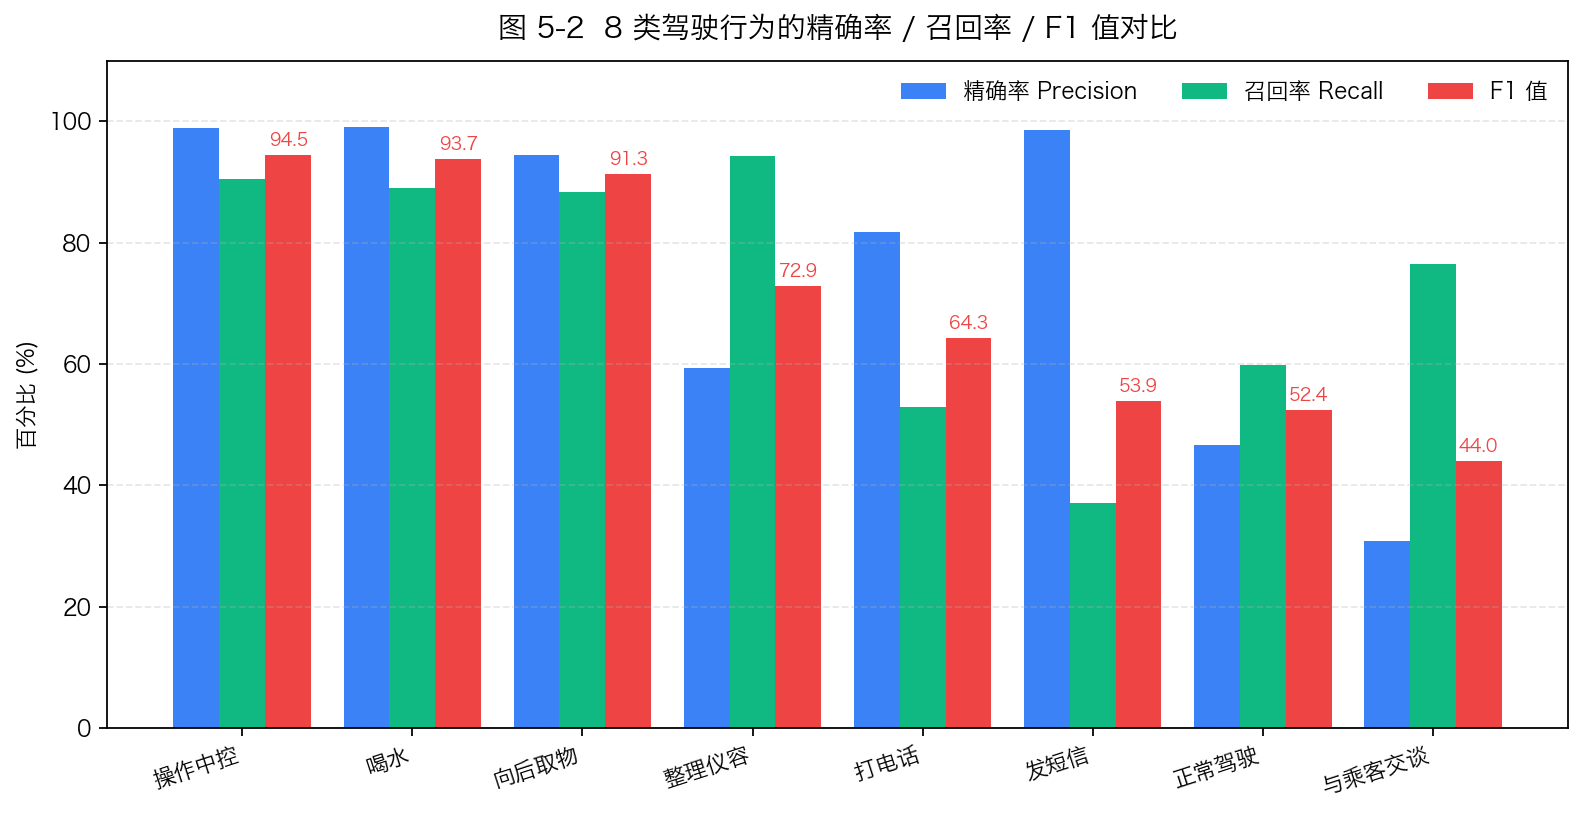 图 5-2  8 类驾驶行为的精确率 / 召回率 / F1 值对比
精确率 Precision
召回率 Recall
F1 值
百分比 (%)
100
80
60
40
20
0
94.5
93.7
91.3
72.9
64.3
53.9
52.4
44.0
操作中控
喝水
向后取物
整理仪容
打电话
发短信
正常驾驶
与乘客交谈